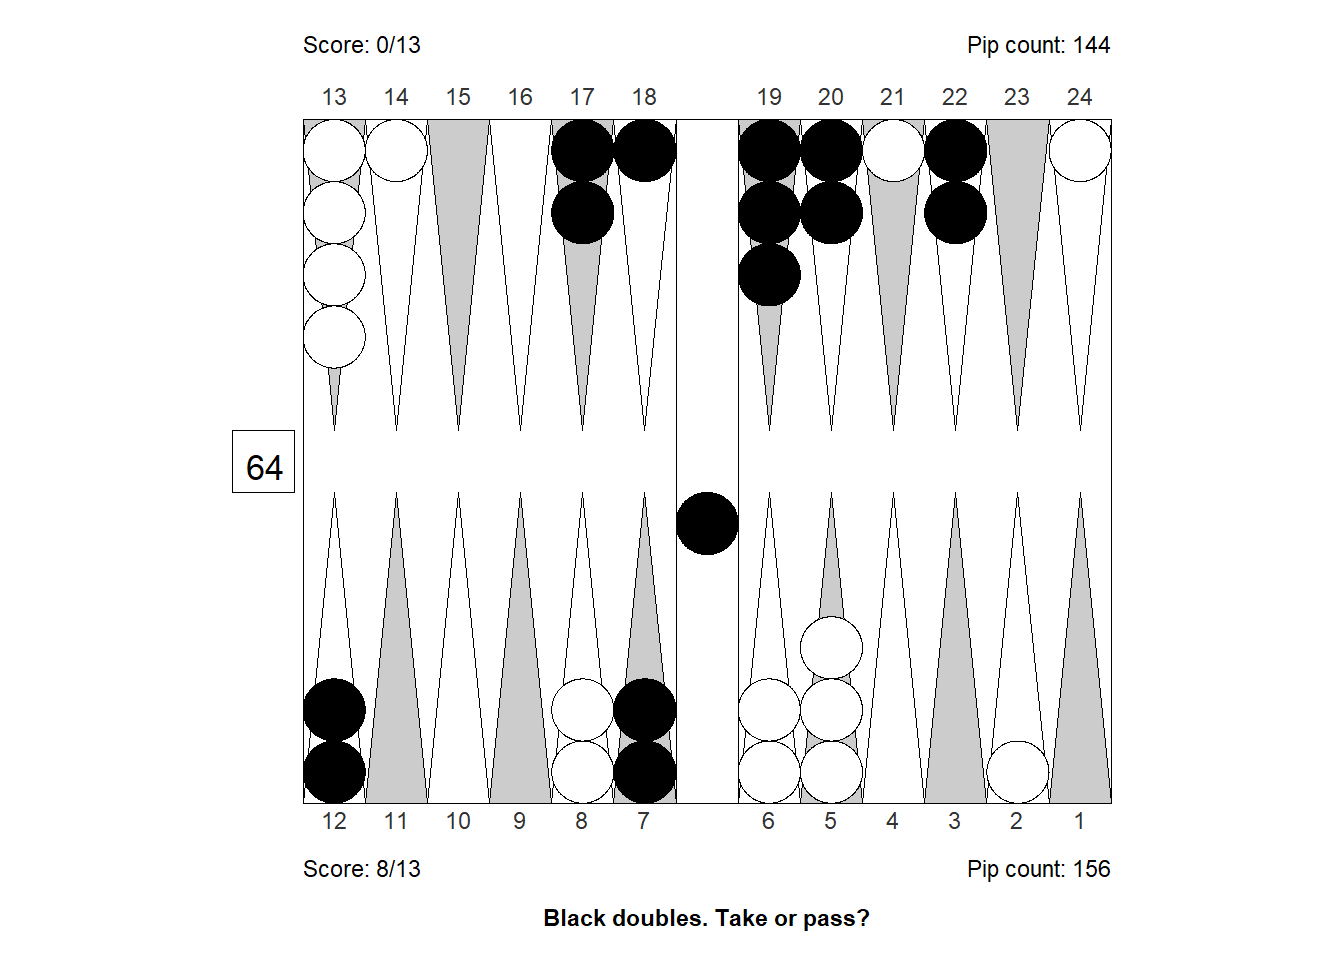 Score: 0/13 Pip count: 144
13 14 15 16 17 18 19 20 21 22 23 24
64
12 11 10 9 8 7 6 5 4 3 2 1
Score: 8/13 Pip count: 156
Black doubles. Take or pass?